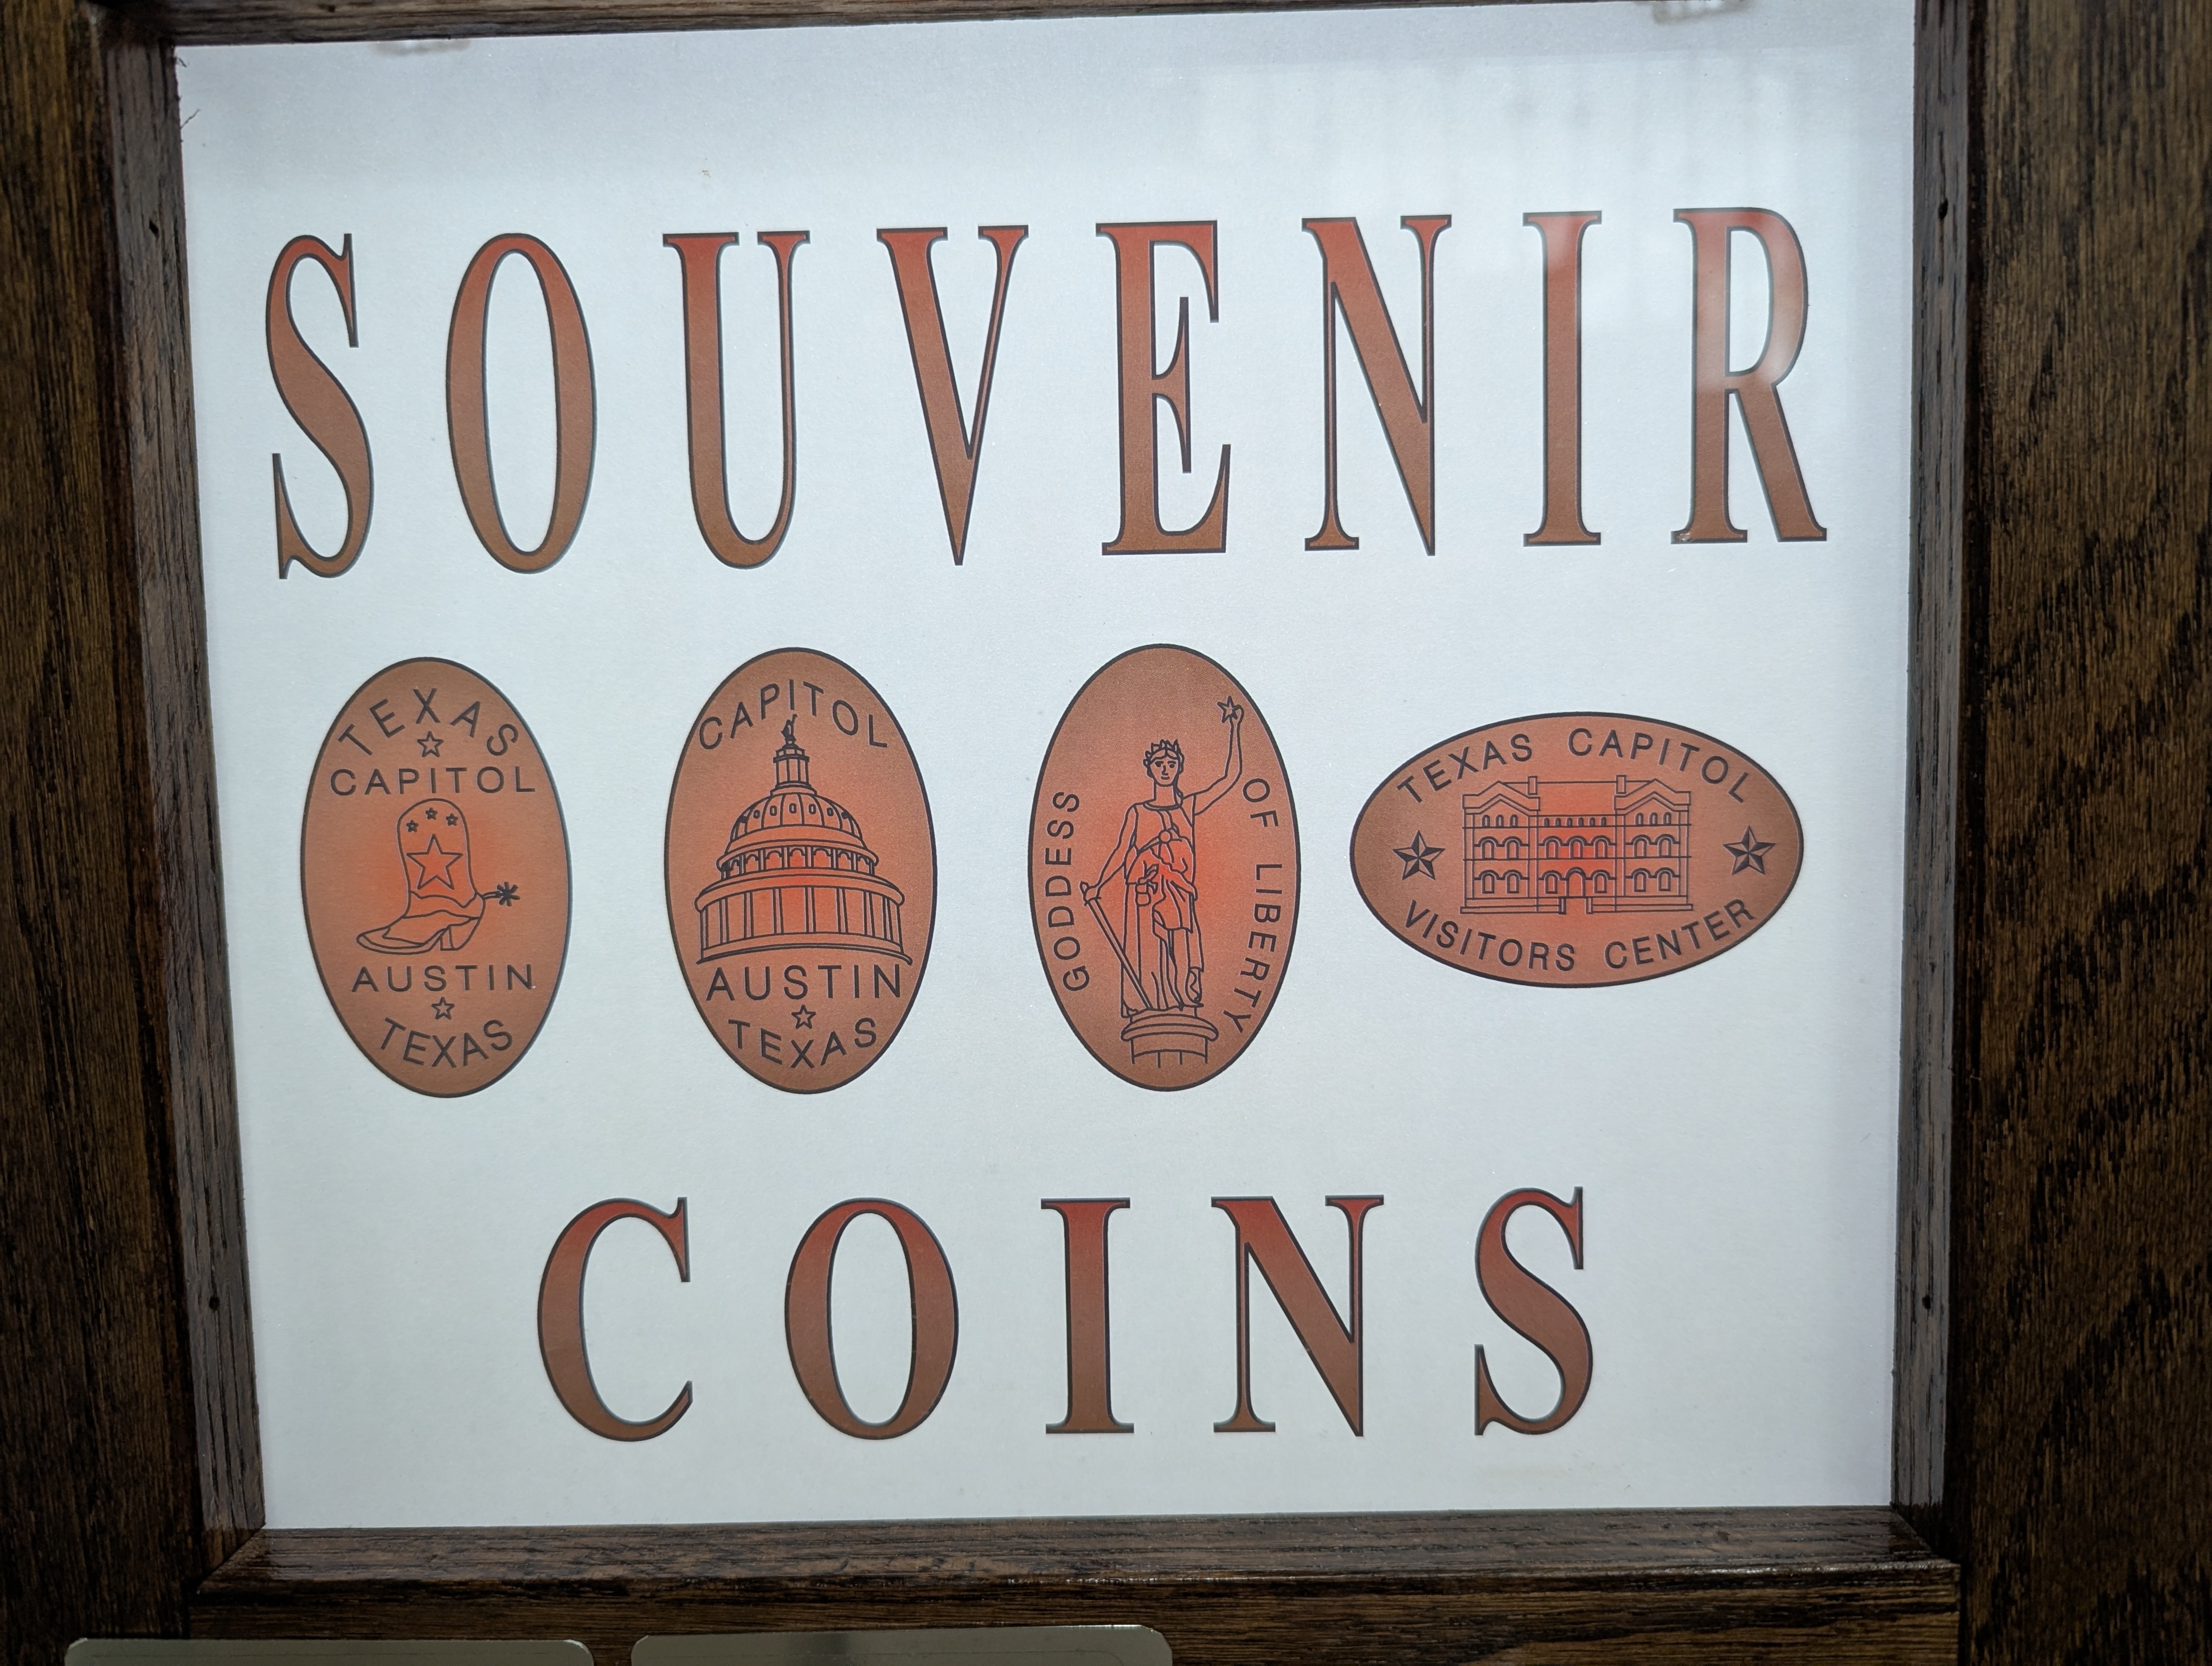 SOUVENIR
TEXAS
CAPITOL
AUSTIN
TEXAS
CAPITOL
AUSTIN
TEXAS
GODDESS OF LIBERTY
TEXAS CAPITOL
VISITORS CENTER
COINS